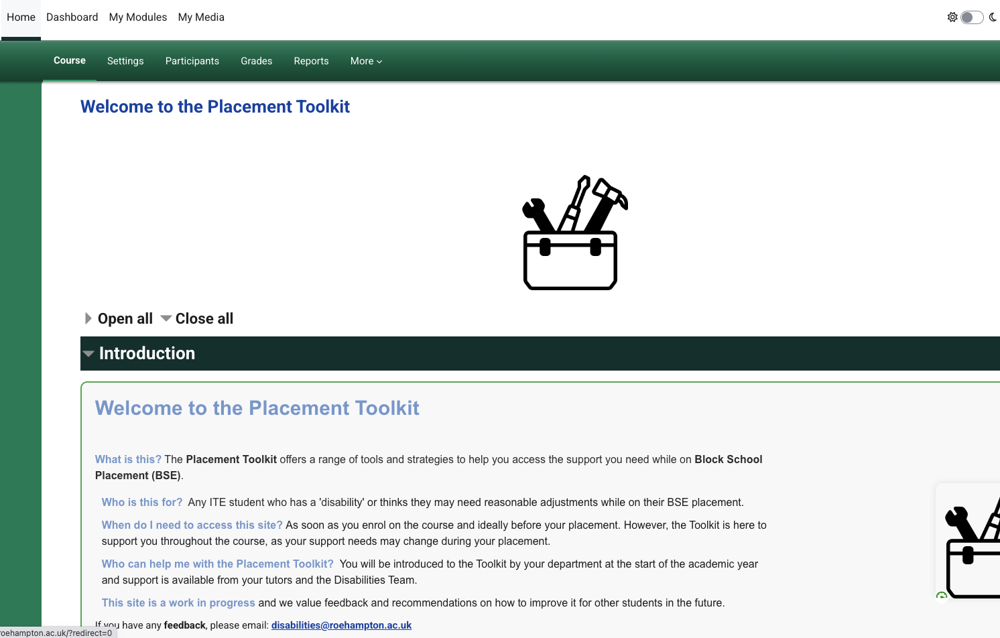 Home Dashboard My Modules My Media
Course Settings Participants Grades Reports More
Welcome to the Placement Toolkit
Open all Close all
Introduction
Welcome to the Placement Toolkit
What is this? The Placement Toolkit offers a range of tools and strategies to help you access the support you need while on Block School
Placement (BSE).
Who is this for? Any ITE student who has a 'disability' or thinks they may need reasonable adjustments while on their BSE placement.
When do I need to access this site? As soon as you enrol on the course and ideally before your placement. However, the Toolkit is here to
support you throughout the course, as your support needs may change during your placement.
Who can help me with the Placement Toolkit? You will be introduced to the Toolkit by your department at the start of the academic year
and support is available from your tutors and the Disabilities Team.
This site is a work in progress and we value feedback and recommendations on how to improve it for other students in the future.
If you have any feedback, please email: disabilities@roehampton.ac.uk
roehampton.ac.uk/?redirect=0